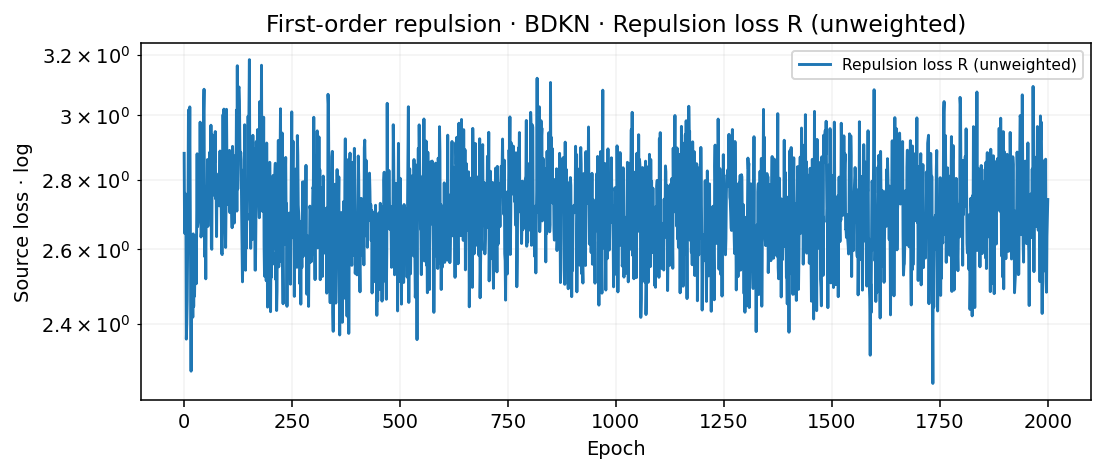 First-order repulsion · BDKN · Repulsion loss R (unweighted)
Source loss · log
3.2 × 10⁰
3 × 10⁰
2.8 × 10⁰
2.6 × 10⁰
2.4 × 10⁰
Repulsion loss R (unweighted)
0 250 500 750 1000 1250 1500 1750 2000
Epoch